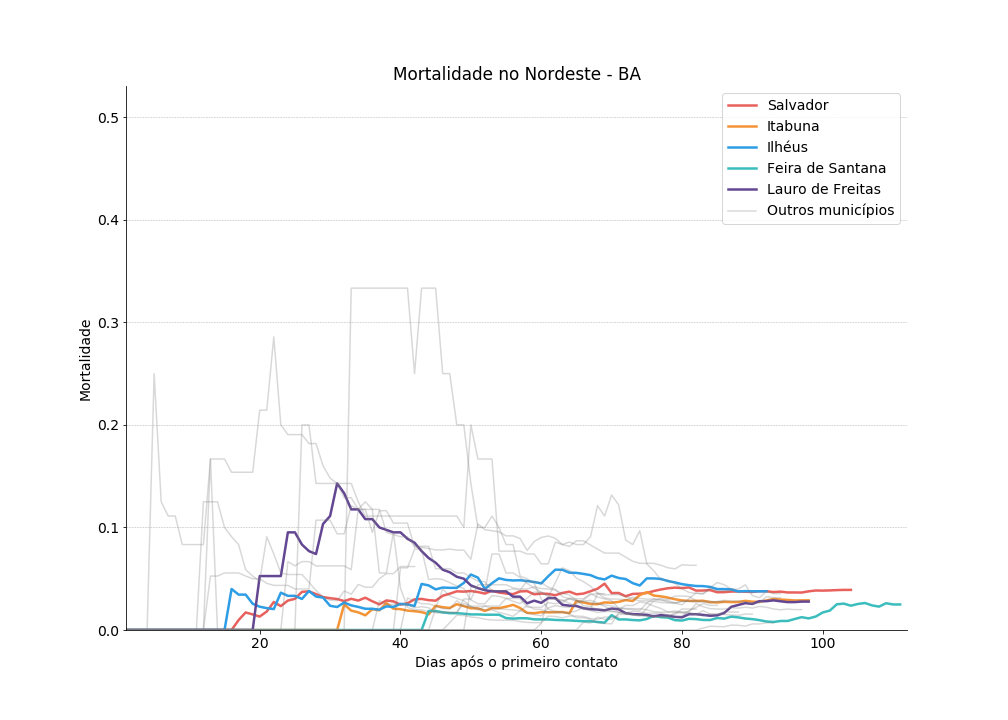 Mortalidade no Nordeste - BA
Salvador
Itabuna
Ilhéus
Feira de Santana
Lauro de Freitas
Outros municípios
0.5
0.4
0.3
0.2
0.1
0.0
Mortalidade
20 40 60 80 100
Dias após o primeiro contato